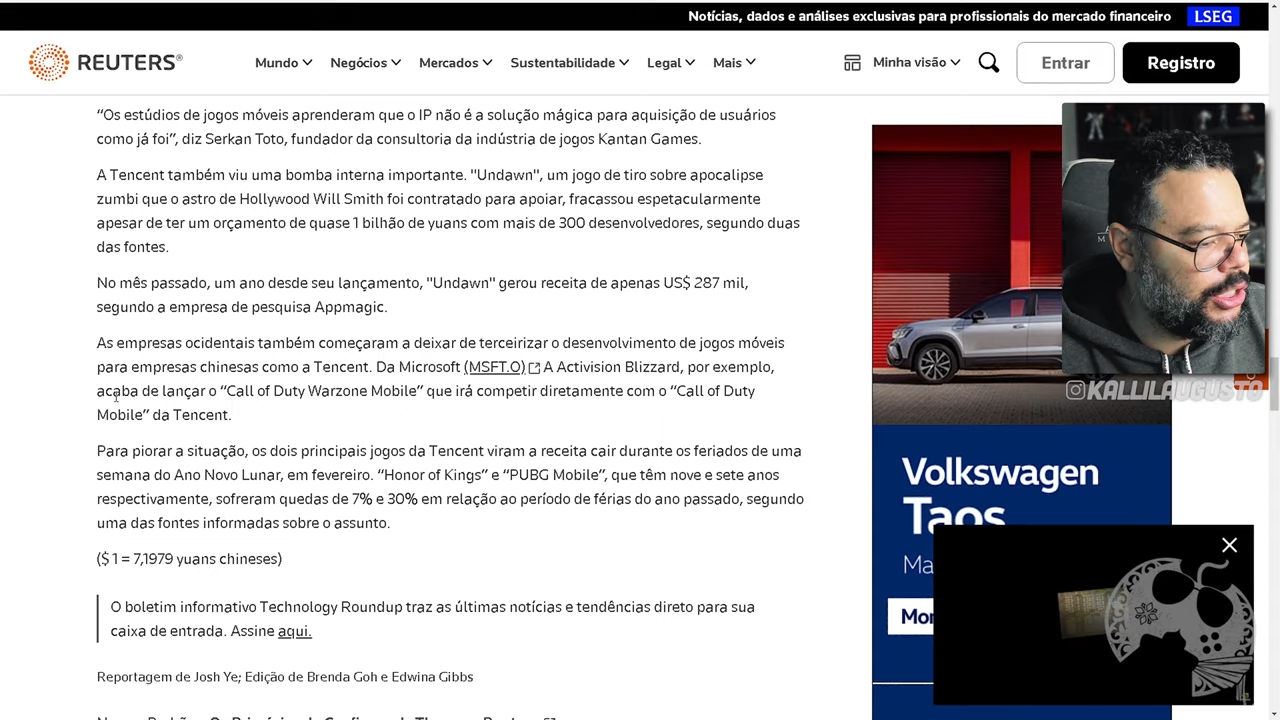 Notícias, dados e análises exclusivas para profissionais do mercado financeiro LSEG
REUTERS® Mundo Negócios Mercados Sustentabilidade Legal Mais Minha visão Entrar Registro
“Os estúdios de jogos móveis aprenderam que o IP não é a solução mágica para aquisição de usuários
como já foi”, diz Serkan Toto, fundador da consultoria da indústria de jogos Kantan Games.
A Tencent também viu uma bomba interna importante. "Undawn", um jogo de tiro sobre apocalipse
zumbi que o astro de Hollywood Will Smith foi contratado para apoiar, fracassou espetacularmente
apesar de ter um orçamento de quase 1 bilhão de yuans com mais de 300 desenvolvedores, segundo duas
das fontes.
No mês passado, um ano desde seu lançamento, "Undawn" gerou receita de apenas US$ 287 mil,
segundo a empresa de pesquisa Appmagic.
As empresas ocidentais também começaram a deixar de terceirizar o desenvolvimento de jogos móveis
para empresas chinesas como a Tencent. Da Microsoft (MSFT.O) A Activision Blizzard, por exemplo,
acaba de lançar o “Call of Duty Warzone Mobile” que irá competir diretamente com o “Call of Duty
Mobile” da Tencent.
Para piorar a situação, os dois principais jogos da Tencent viram a receita cair durante os feriados de uma
semana do Ano Novo Lunar, em fevereiro. “Honor of Kings” e “PUBG Mobile”, que têm nove e sete anos
respectivamente, sofreram quedas de 7% e 30% em relação ao período de férias do ano passado, segundo
uma das fontes informadas sobre o assunto.
($ 1 = 7,1979 yuans chineses)
O boletim informativo Technology Roundup traz as últimas notícias e tendências direto para sua
caixa de entrada. Assine aqui.
Reportagem de Josh Ye; Edição de Brenda Goh e Edwina Gibbs
KALLILAUGUSTO
Volkswagen
Taos